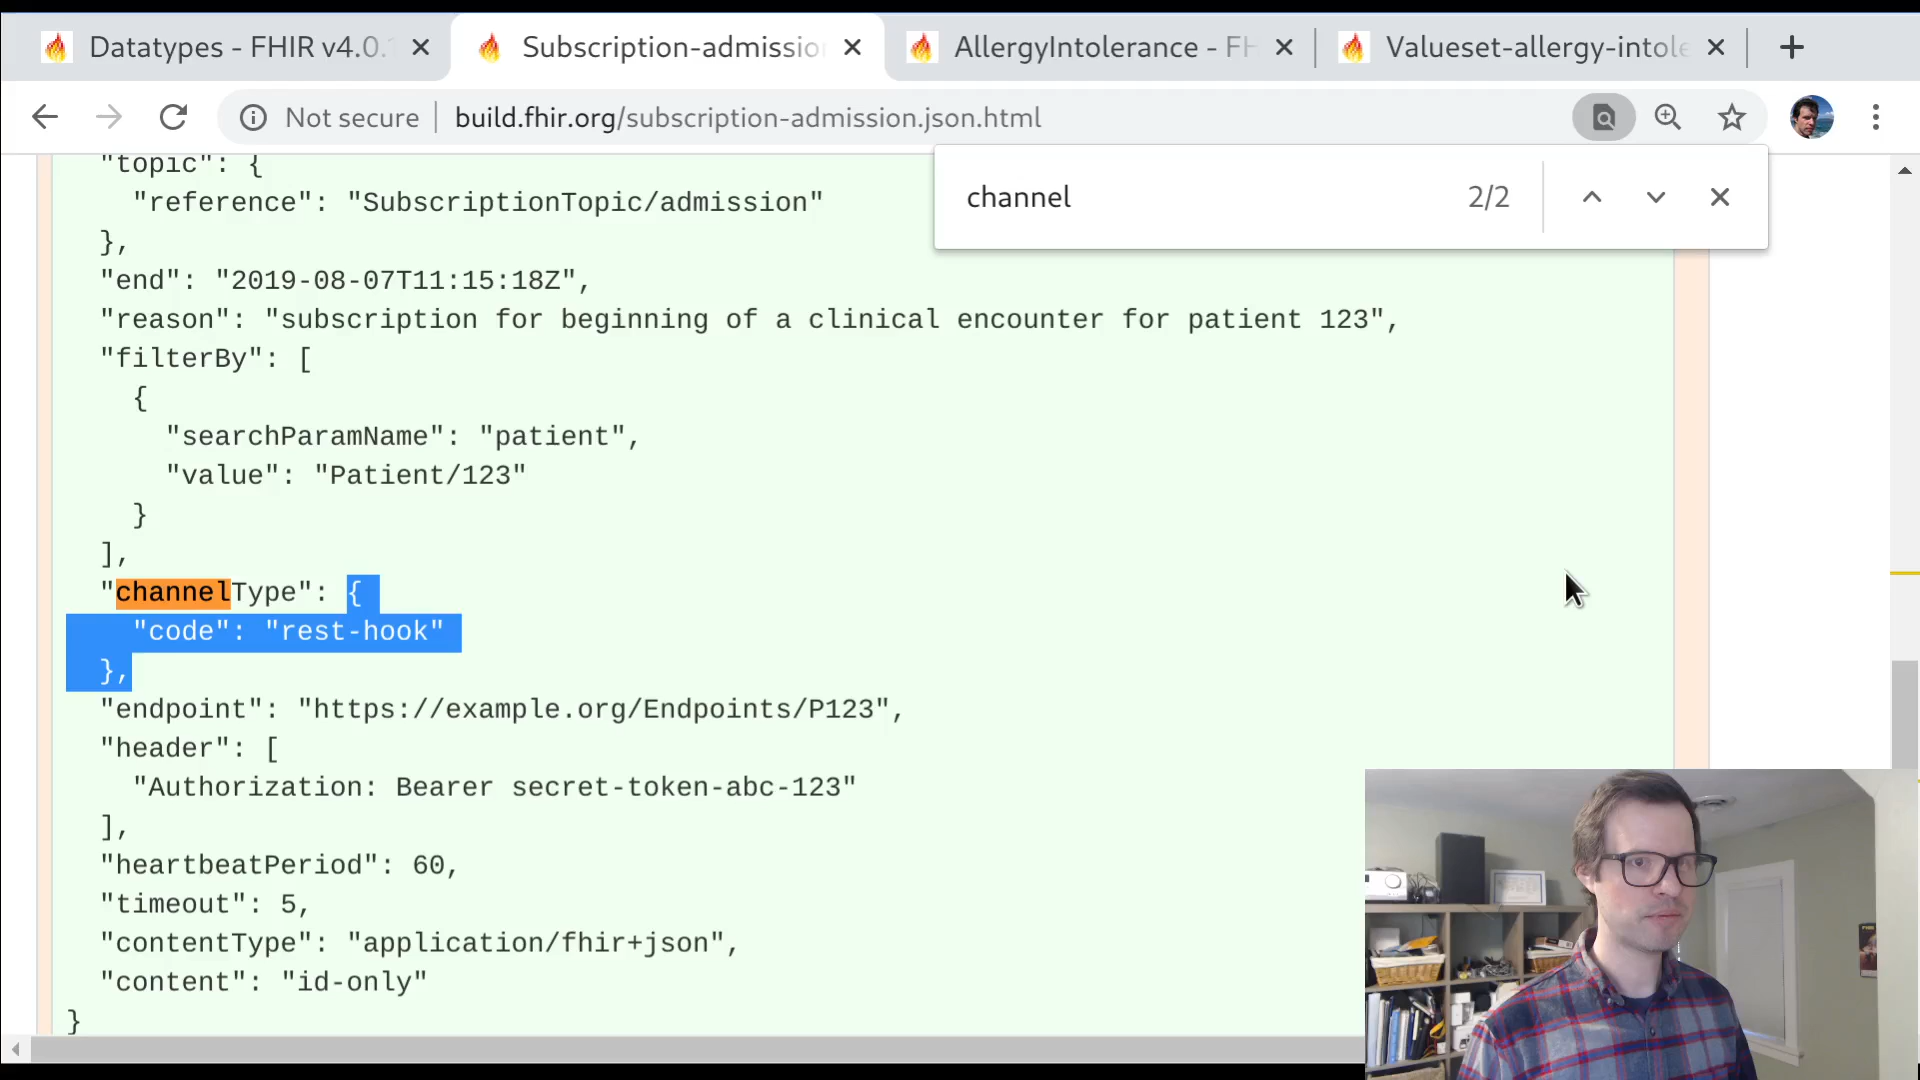 Datatypes - FHIR v4.0.
Subscription-admissio
AllergyIntolerance - FH
Valueset-allergy-intole
Not secure
build.fhir.org/subscription-admission.json.html
channel
2/2
"topic": {
"reference": "SubscriptionTopic/admission"
},
"end": "2019-08-07T11:15:18Z",
"reason": "subscription for beginning of a clinical encounter for patient 123",
"filterBy": [
{
"searchParamName": "patient",
"value": "Patient/123"
}
],
"channelType": {
"code": "rest-hook"
},
"endpoint": "https://example.org/Endpoints/P123",
"header": [
"Authorization: Bearer secret-token-abc-123"
],
"heartbeatPeriod": 60,
"timeout": 5,
"contentType": "application/fhir+json",
"content": "id-only"
}